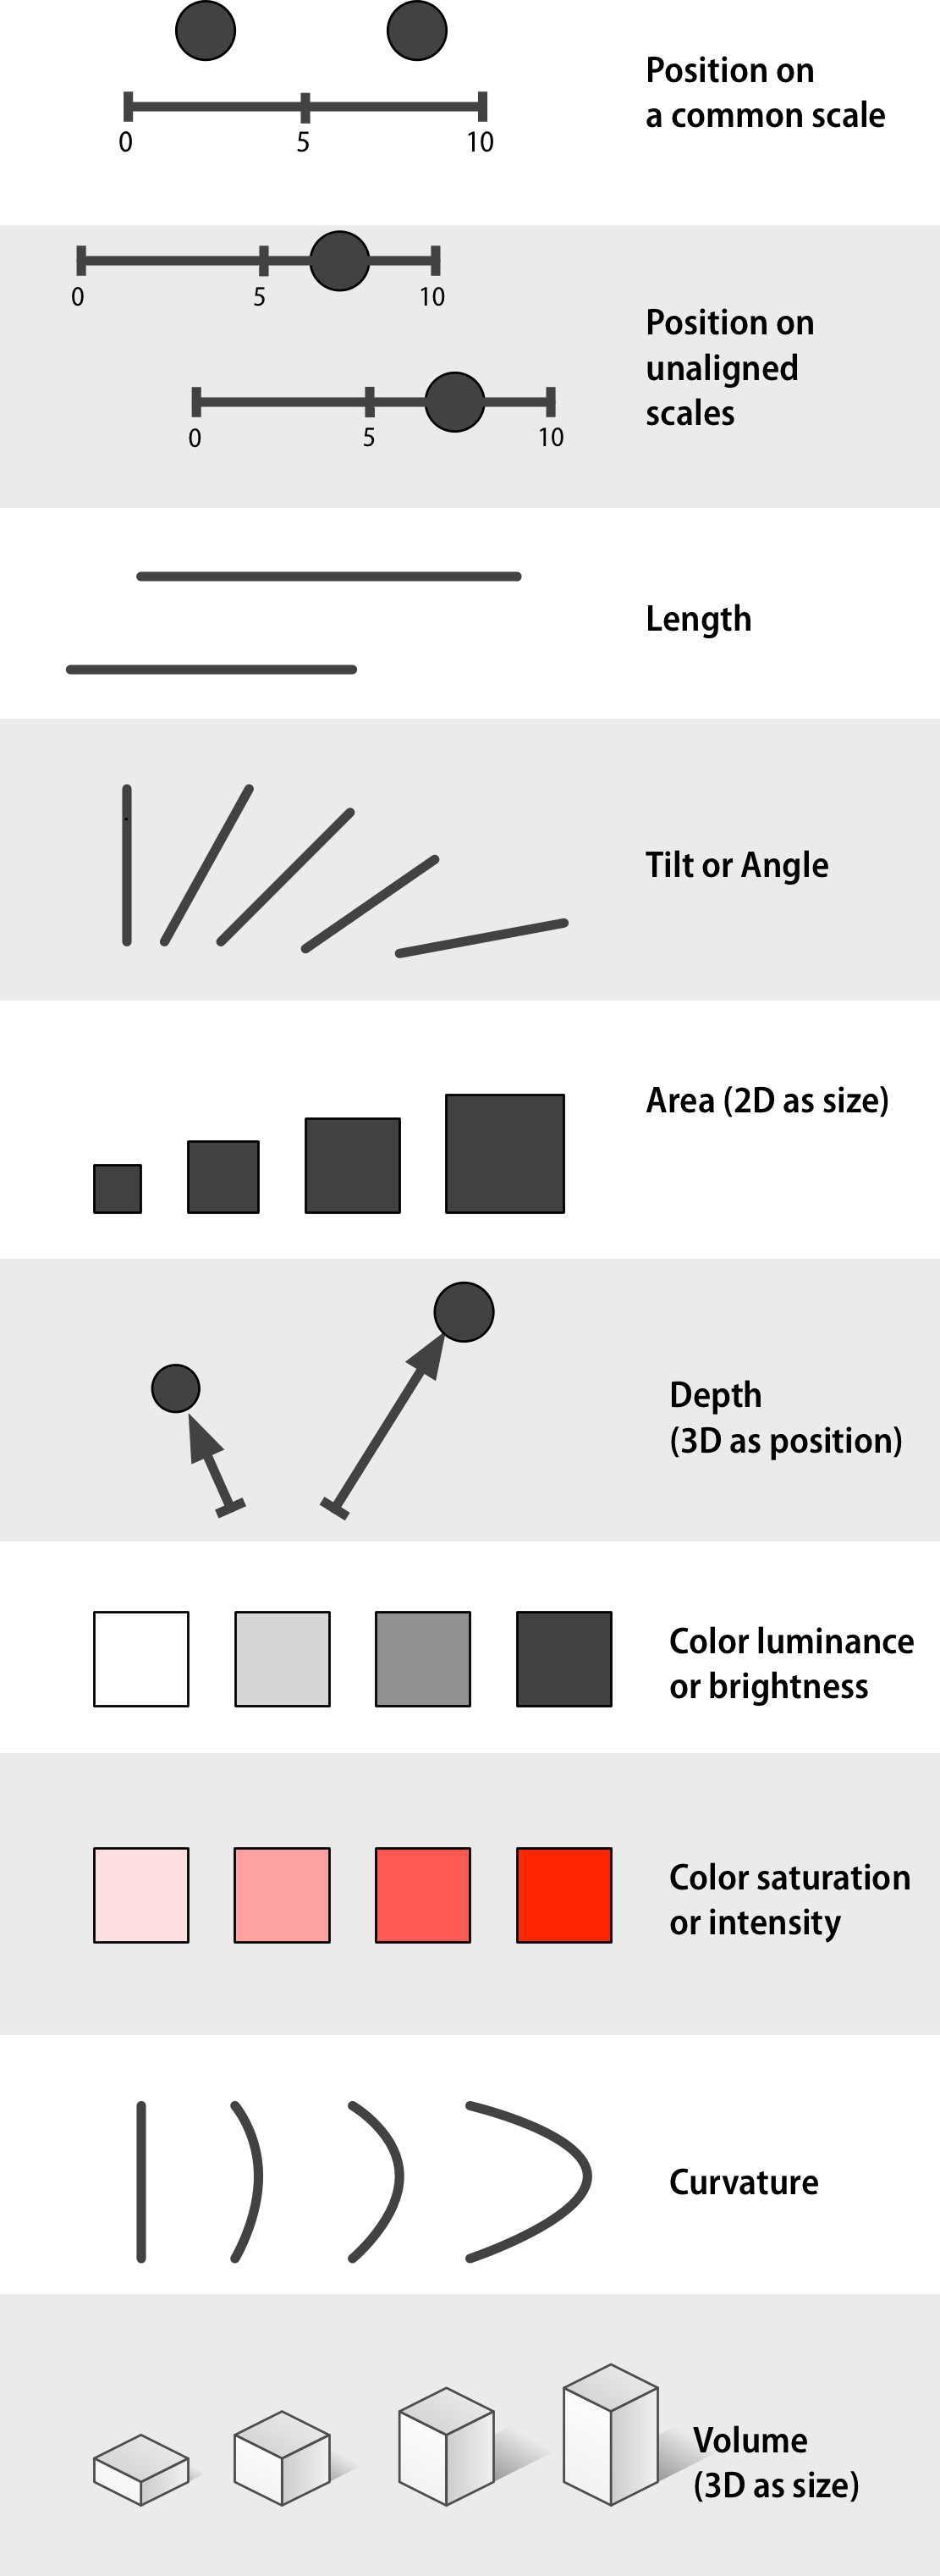 Position on
a common scale
0 5 10
0 5 10
Position on
unaligned
scales
0 5 10
Length
Tilt or Angle
Area (2D as size)
Depth
(3D as position)
Color luminance
or brightness
Color saturation
or intensity
Curvature
Volume
(3D as size)